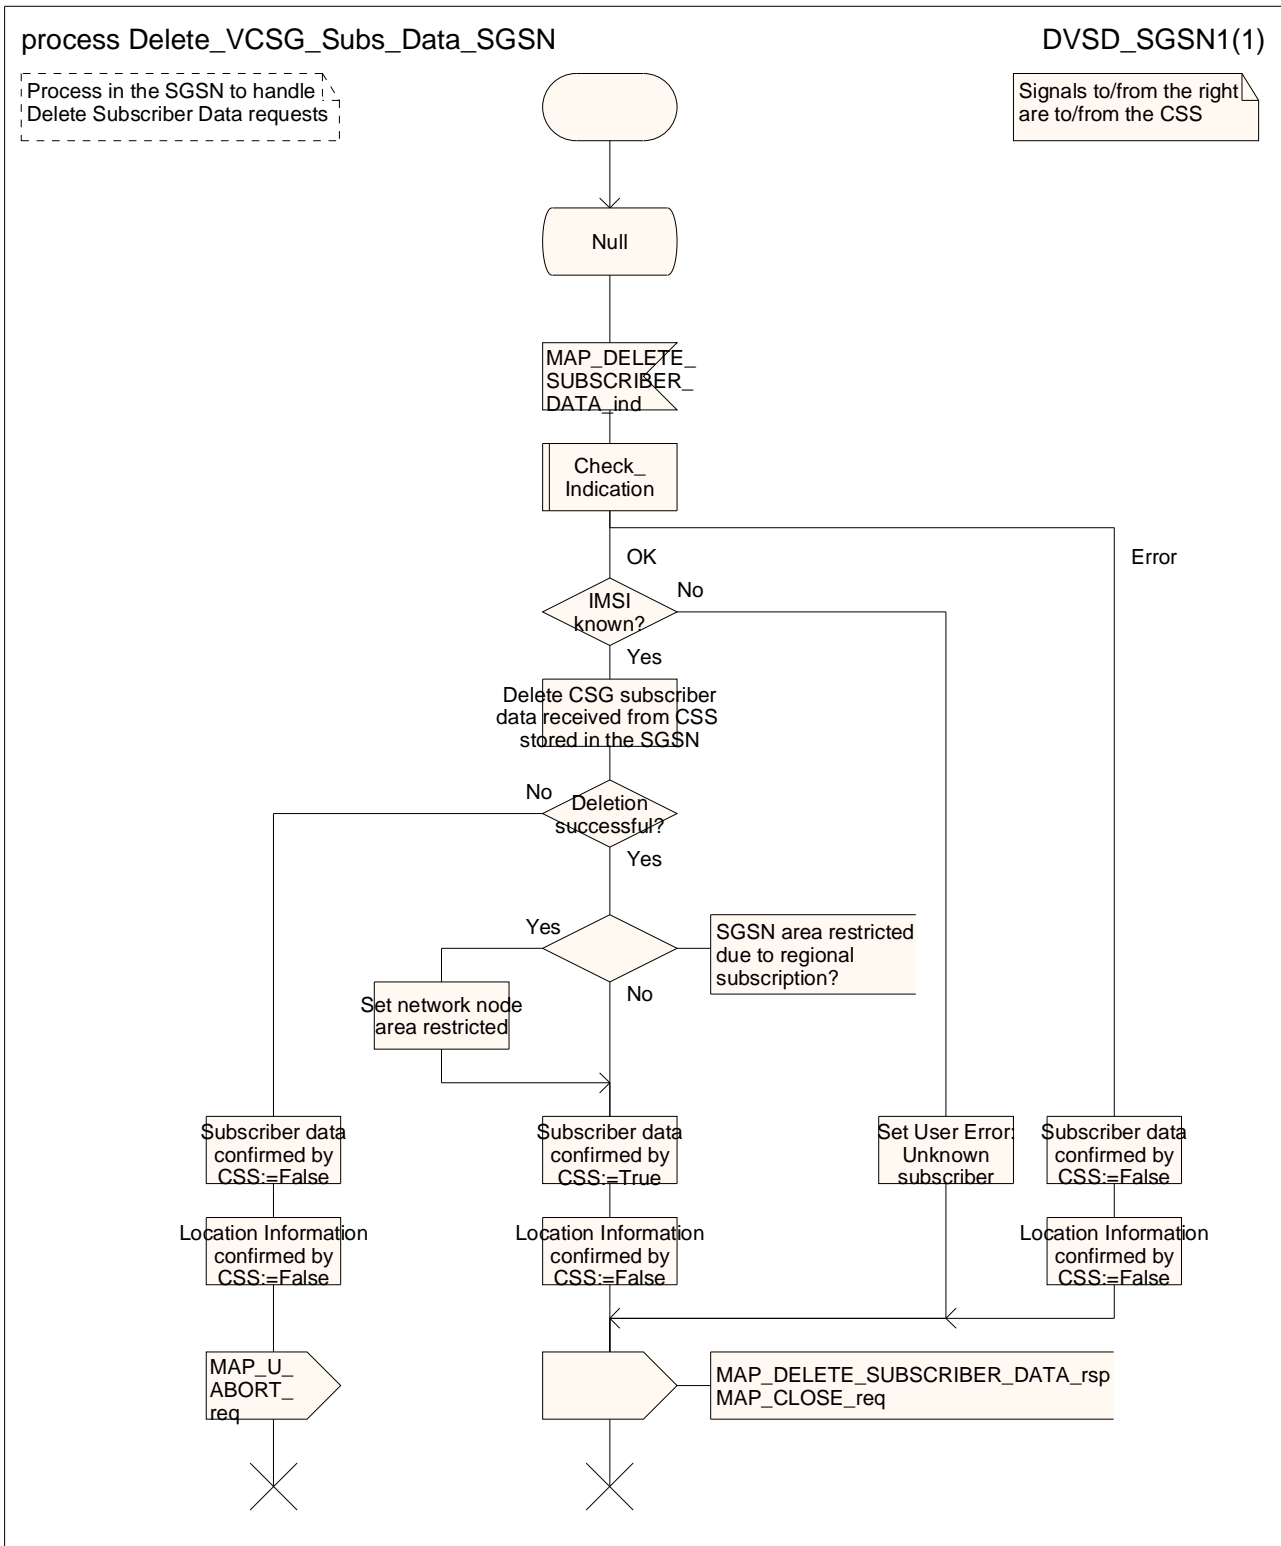 process Delete_VCSG_Subs_Data_SGSN
DVSD_SGSN1(1)
Process in the SGSN to handle
Delete Subscriber Data requests
Signals to/from the right
are to/from the CSS
Null
MAP_DELETE_
SUBSCRIBER_
DATA_ind
Check_
Indication
OK
Error
IMSI
known?
No
Yes
Delete CSG subscriber
data received from CSS
stored in the SGSN
No
Deletion
successful?
Yes
Yes
SGSN area restricted
due to regional
subscription?
No
Set network node
area restricted
Subscriber data
confirmed by
CSS:=False
Subscriber data
confirmed by
CSS:=True
Set User Error:
Unknown
subscriber
Subscriber data
confirmed by
CSS:=False
Location Information
confirmed by
CSS:=False
Location Information
confirmed by
CSS:=False
Location Information
confirmed by
CSS:=False
MAP_U_
ABORT_
req
MAP_DELETE_SUBSCRIBER_DATA_rsp
MAP_CLOSE_req